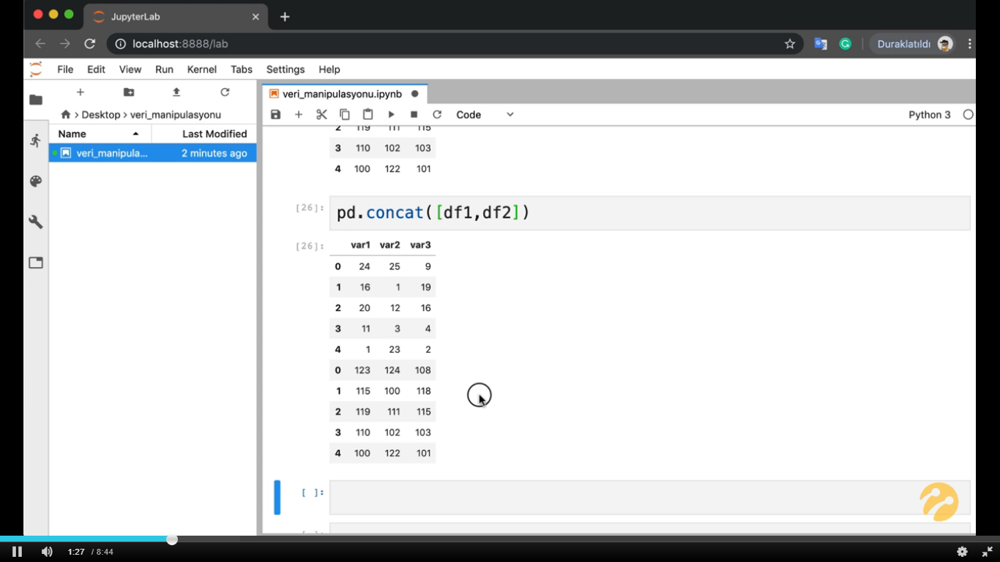 JupyterLab
localhost:8888/lab
Duraklatıldı
File Edit View Run Kernel Tabs Settings Help
veri_manipulasyonu.ipynb
Desktop > veri_manipulasyonu
Code
Python 3
Name Last Modified
veri_manipula... 2 minutes ago
2 119 111 115
3 110 102 103
4 100 122 101
[26]: pd.concat([df1,df2])
[26]: var1 var2 var3
0 24 25 9
1 16 1 19
2 20 12 16
3 11 3 4
4 1 23 2
0 123 124 108
1 115 100 118
2 119 111 115
3 110 102 103
4 100 122 101
[ ]:
[ ]:
1:27 / 8:44